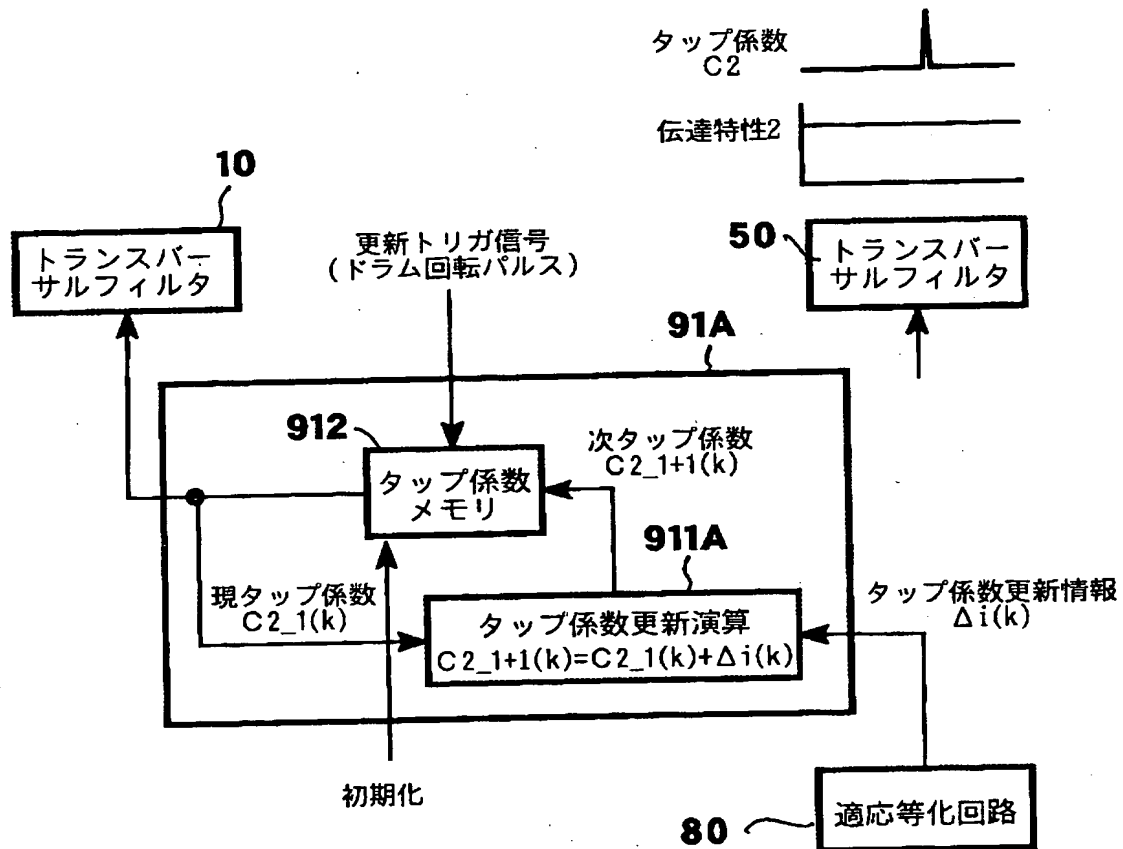 タップ係数
C2
伝達特性2
10
トランスバー
サルフィルタ
更新トリガ信号
(ドラム回転パルス)
50
トランスバー
サルフィルタ
91A
912
タップ係数
メモリ
次タップ係数
C2_1+1(k)
911A
現タップ係数
C2_1(k)
タップ係数更新演算
C2_1+1(k)=C2_1(k)+Δi(k)
タップ係数更新情報
Δi(k)
初期化
80
適応等化回路